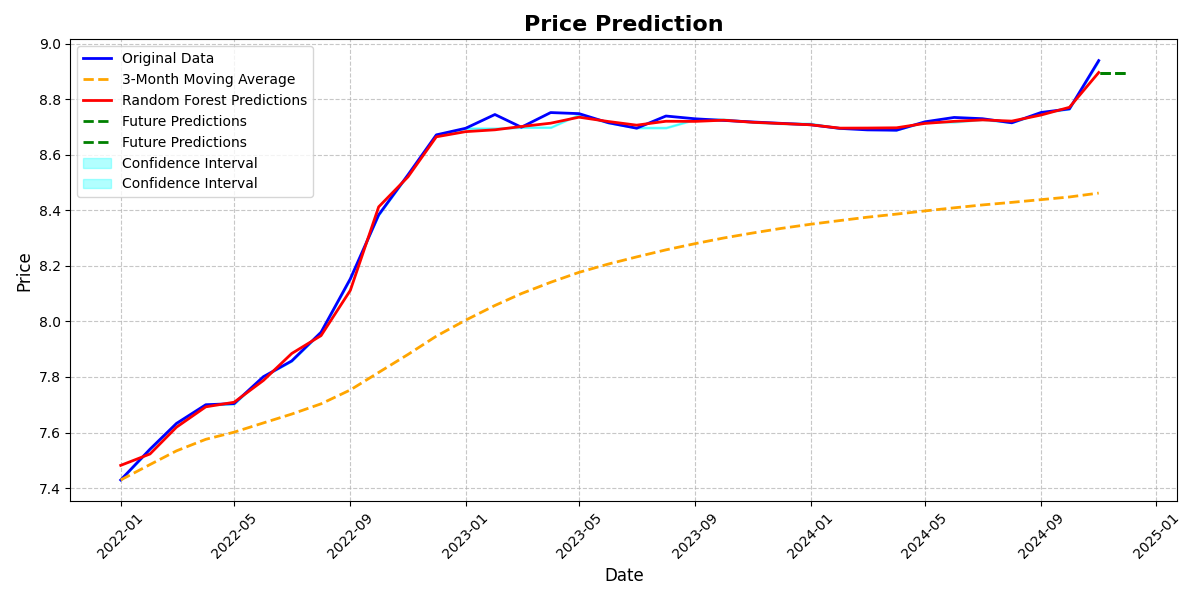 Price Prediction
9.0
8.8
8.6
8.4
8.2
8.0
7.8
7.6
7.4
Price
Original Data
3-Month Moving Average
Random Forest Predictions
Future Predictions
Future Predictions
Confidence Interval
Confidence Interval
2022-01
2022-05
2022-09
2023-01
2023-05
2023-09
2024-01
2024-05
2024-09
2025-01
Date